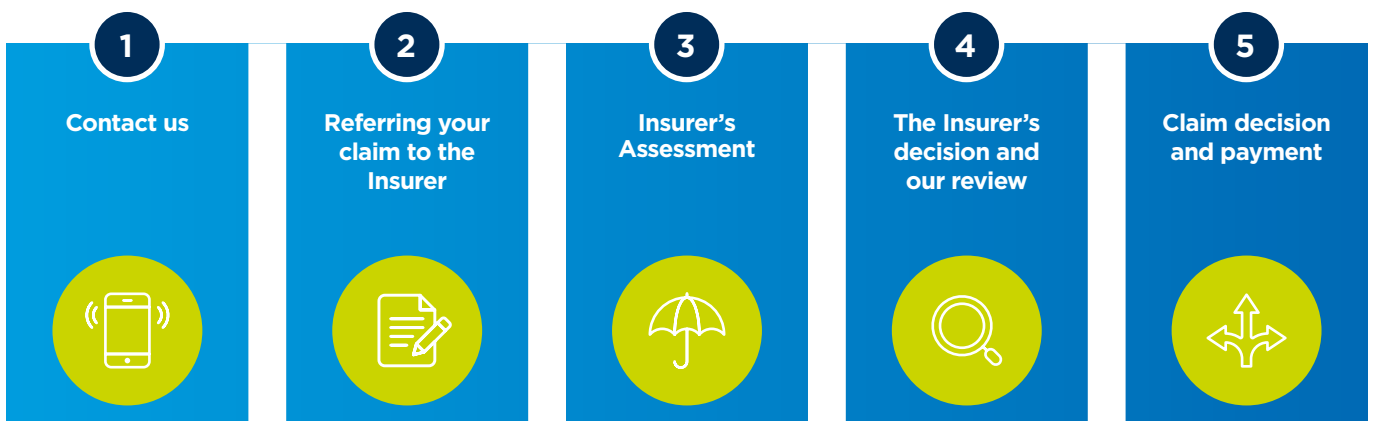 1
Contact us
2
Referring your
claim to the
Insurer
3
Insurer's
Assessment
4
The Insurer's
decision and
our review
5
Claim decision
and payment